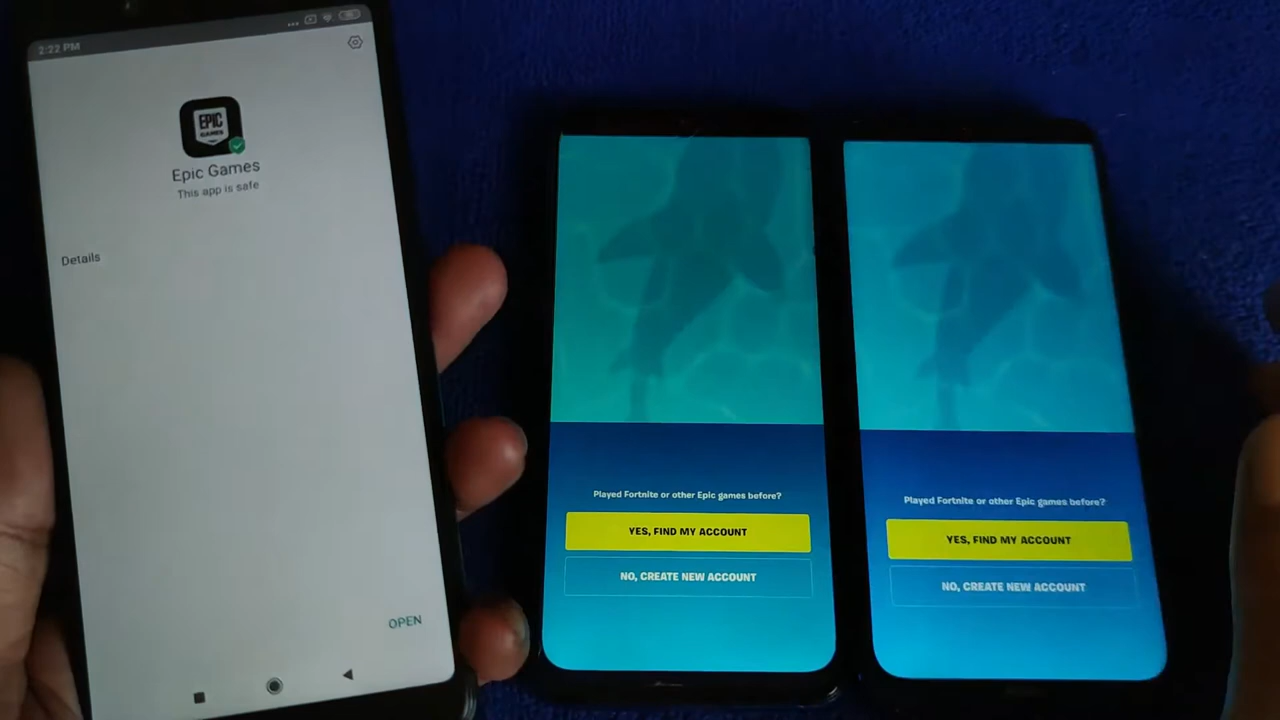 2:22 PM
EPIC
GAMES
Epic Games
This app is safe
Details
OPEN
Played Fortnite or other Epic games before?
YES, FIND MY ACCOUNT
NO, CREATE NEW ACCOUNT
Played Fortnite or other Epic games before?
YES, FIND MY ACCOUNT
NO, CREATE NEW ACCOUNT